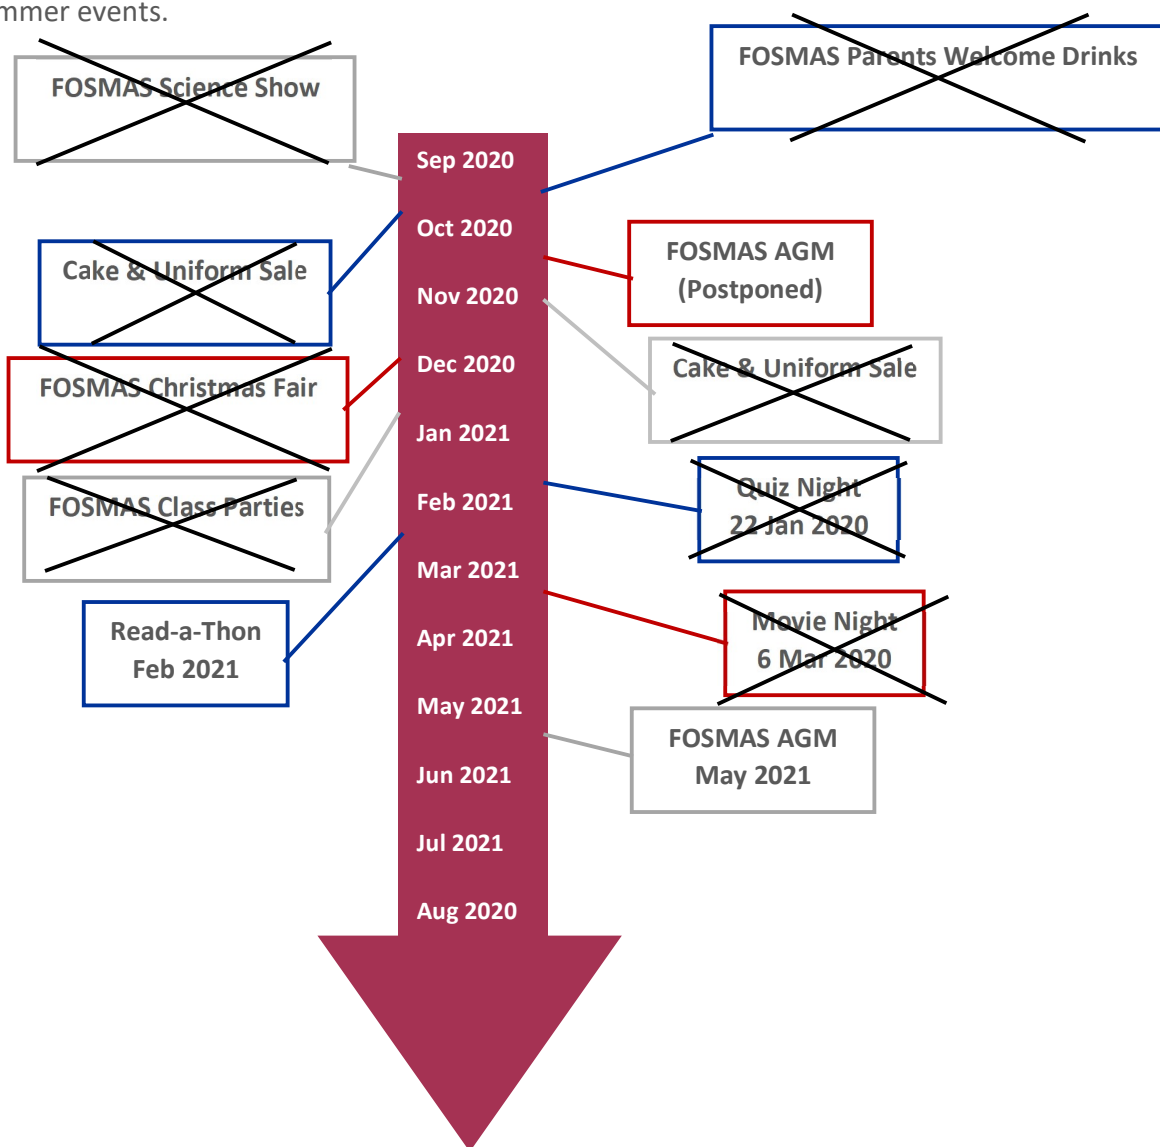 mmer events.
FOSMAS Science Show
FOSMAS Parents Welcome Drinks
Sep 2020
Oct 2020
Nov 2020
Dec 2020
Jan 2021
Feb 2021
Mar 2021
Apr 2021
May 2021
Jun 2021
Jul 2021
Aug 2020
Cake & Uniform Sale
FOSMAS Christmas Fair
FOSMAS Class Parties
Read-a-Thon
Feb 2021
FOSMAS AGM
(Postponed)
Cake & Uniform Sale
Quiz Night
22 Jan 2020
Movie Night
6 Mar 2020
FOSMAS AGM
May 2021